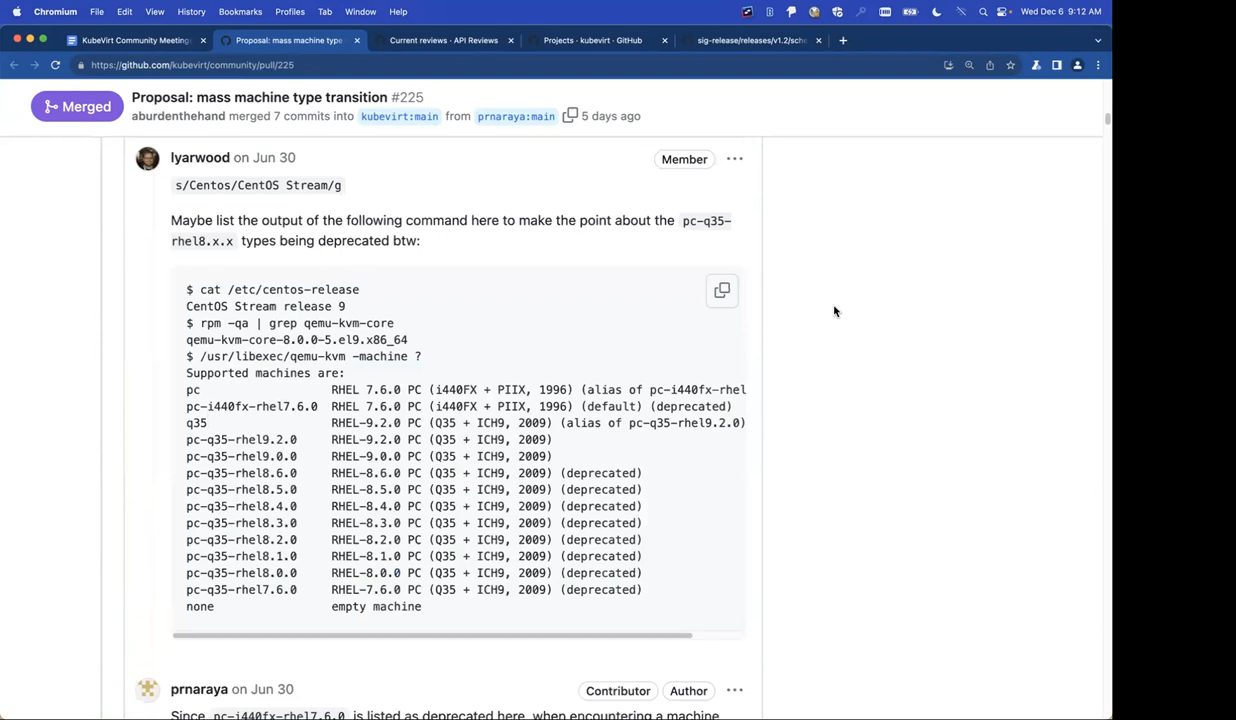 Chromium File Edit View History Bookmarks Profiles Tab Window Help Wed Dec 6 9:12 AM
KubeVirt Community Meeting Proposal: mass machine type Current reviews · API Reviews Projects · kubevirt · GitHub sig-release/releases/v1.2/sche
https://github.com/kubevirt/community/pull/225
Merged
Proposal: mass machine type transition #225
aburdenthehand merged 7 commits into kubevirt:main from prnaraya:main 5 days ago
lyarwood on Jun 30 Member
s/Centos/CentOS Stream/g
Maybe list the output of the following command here to make the point about the pc-q35-
rhel8.x.x types being deprecated btw:
$ cat /etc/centos-release
CentOS Stream release 9
$ rpm -qa | grep qemu-kvm-core
qemu-kvm-core-8.0.0-5.el9.x86_64
$ /usr/libexec/qemu-kvm -machine ?
Supported machines are:
pc RHEL 7.6.0 PC (i440FX + PIIX, 1996) (alias of pc-i440fx-rhel
pc-i440fx-rhel7.6.0 RHEL 7.6.0 PC (i440FX + PIIX, 1996) (default) (deprecated)
q35 RHEL-9.2.0 PC (Q35 + ICH9, 2009) (alias of pc-q35-rhel9.2.0)
pc-q35-rhel9.2.0 RHEL-9.2.0 PC (Q35 + ICH9, 2009)
pc-q35-rhel9.0.0 RHEL-9.0.0 PC (Q35 + ICH9, 2009)
pc-q35-rhel8.6.0 RHEL-8.6.0 PC (Q35 + ICH9, 2009) (deprecated)
pc-q35-rhel8.5.0 RHEL-8.5.0 PC (Q35 + ICH9, 2009) (deprecated)
pc-q35-rhel8.4.0 RHEL-8.4.0 PC (Q35 + ICH9, 2009) (deprecated)
pc-q35-rhel8.3.0 RHEL-8.3.0 PC (Q35 + ICH9, 2009) (deprecated)
pc-q35-rhel8.2.0 RHEL-8.2.0 PC (Q35 + ICH9, 2009) (deprecated)
pc-q35-rhel8.1.0 RHEL-8.1.0 PC (Q35 + ICH9, 2009) (deprecated)
pc-q35-rhel8.0.0 RHEL-8.0.0 PC (Q35 + ICH9, 2009) (deprecated)
pc-q35-rhel7.6.0 RHEL-7.6.0 PC (Q35 + ICH9, 2009) (deprecated)
none empty machine
prnaraya on Jun 30 Contributor Author
Since pc-i440fx-rhel7.6.0 is listed as deprecated here, when encountering a machine